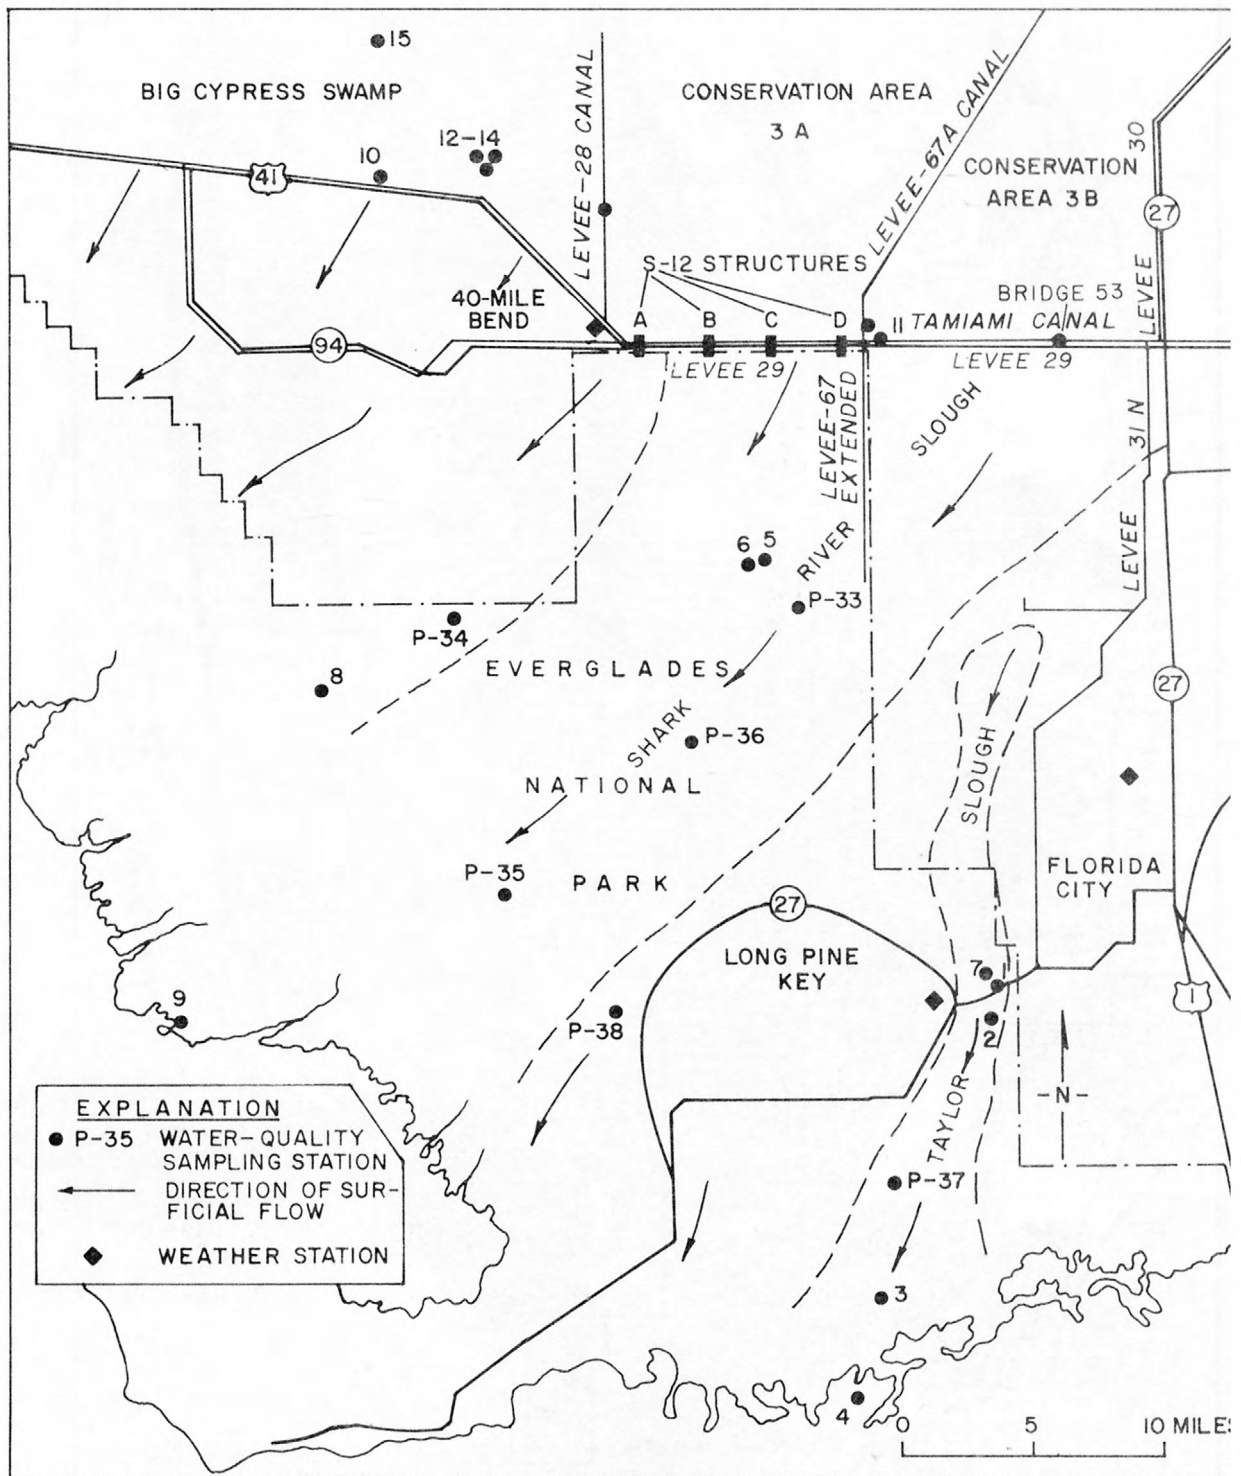 15
BIG CYPRESS SWAMP
12-14
10
41
LEVEE-28 CANAL
CONSERVATION AREA
3 A
LEVEE-67A CANAL
CONSERVATION
AREA 3B
LEVEE 30
27
S-12 STRUCTURES
40-MILE
BEND
A
B
C
D
11
TAMIAMI CANAL
BRIDGE 53
94
LEVEE 29
LEVEE 29
LEVEE-67
EXTENDED
SLOUGH
LEVEE 31 N
6
5
RIVER
P-33
P-34
8
EVERGLADES
SHARK
P-36
NATIONAL
SLOUGH
27
P-35
PARK
FLORIDA
CITY
27
LONG PINE
KEY
7
9
P-38
2
1
-N-
TAYLOR
P-37
3
4
EXPLANATION
P-35 WATER-QUALITY
SAMPLING STATION
DIRECTION OF SUR-
FICIAL FLOW
WEATHER STATION
0 5 10 MILES